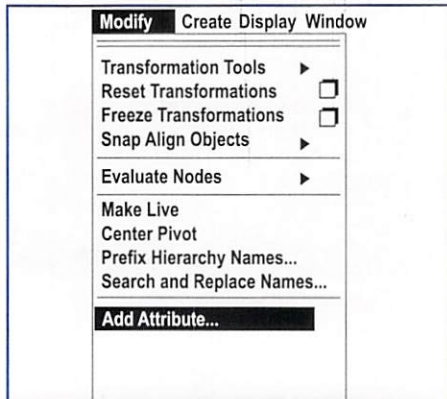 Modify Create Display Window
Transformation Tools
Reset Transformations
Freeze Transformations
Snap Align Objects
Evaluate Nodes
Make Live
Center Pivot
Prefix Hierarchy Names...
Search and Replace Names...
Add Attribute...